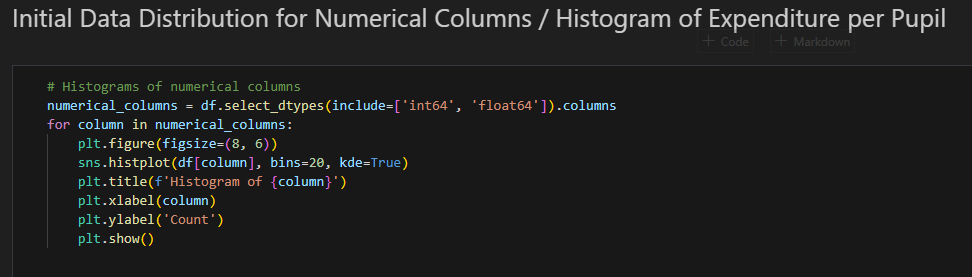 Initial Data Distribution for Numerical Columns / Histogram of Expenditure per Pupil
+ Code + Markdown
# Histograms of numerical columns
numerical_columns = df.select_dtypes(include=['int64', 'float64']).columns
for column in numerical_columns:
    plt.figure(figsize=(8, 6))
    sns.histplot(df[column], bins=20, kde=True)
    plt.title(f'Histogram of {column}')
    plt.xlabel(column)
    plt.ylabel('Count')
    plt.show()